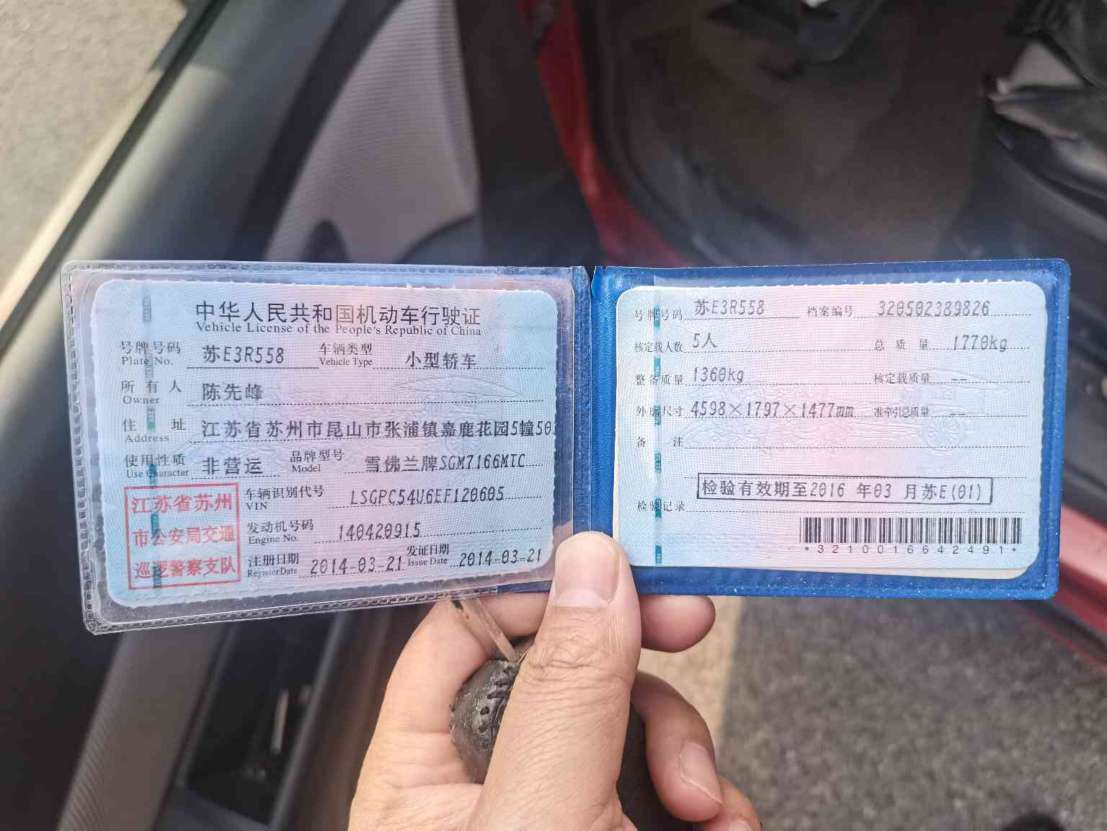 中华人民共和国机动车行驶证
Vehicle License of the People's Republic of China
号牌号码 苏E3R558 车辆类型 小型轿车
Plate No. Vehicle Type
所有人 陈先峰
Owner
住址 江苏省苏州市昆山市张浦镇嘉鹿花园5幢50
Address
使用性质 非营运 品牌型号 雪佛兰牌SGM7166MTC
Use Character Model
江苏省苏州
市公安局交通
巡逻警察支队
车辆识别代号 LSGPC54U6EF120605
VIN
发动机号码 140420915
Engine No.
注册日期 2014-03-21 发证日期 2014-03-21
Register Date Issue Date
号牌号码 苏E3R558 档案编号 320502389826
核定载人数 5人 总质量 1770kg
整备质量 1360kg 核定载质量 --
外廓尺寸 4598×1797×1477 准牵引总质量 --
备注
检验有效期至2016 年03 月苏E(01)
检验记录
*3210016642491*